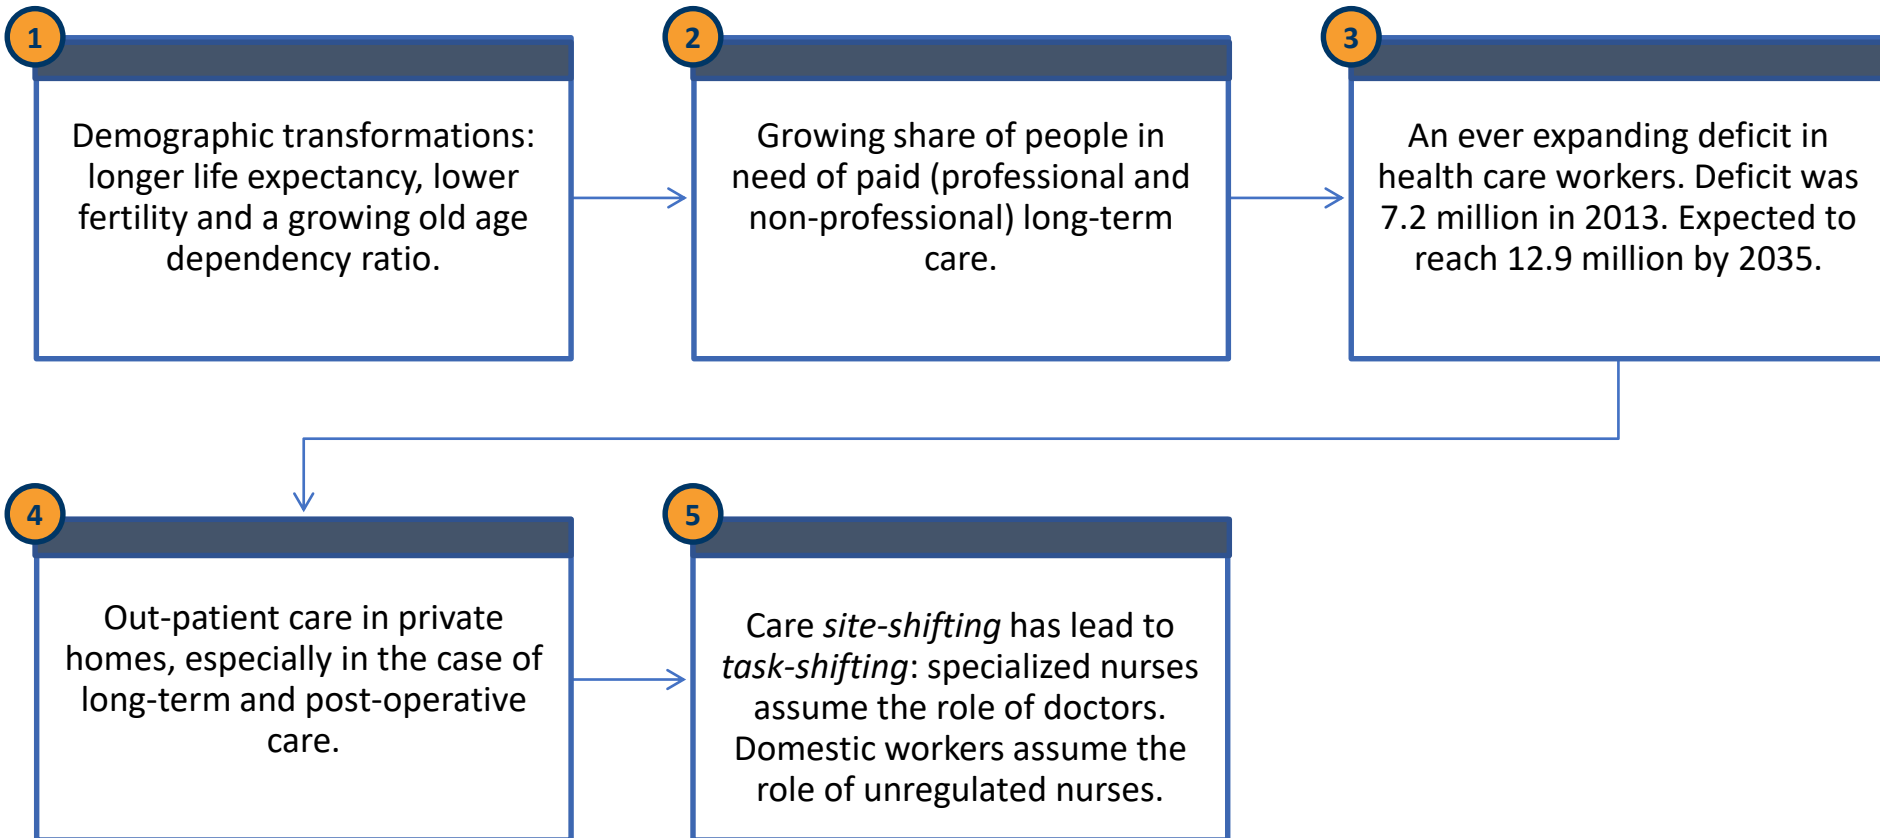 1
Demographic transformations:
longer life expectancy, lower
fertility and a growing old age
dependency ratio.
2
Growing share of people in
need of paid (professional and
non-professional) long-term
care.
3
An ever expanding deficit in
health care workers. Deficit was
7.2 million in 2013. Expected to
reach 12.9 million by 2035.
4
Out-patient care in private
homes, especially in the case of
long-term and post-operative
care.
5
Care site-shifting has lead to
task-shifting: specialized nurses
assume the role of doctors.
Domestic workers assume the
role of unregulated nurses.